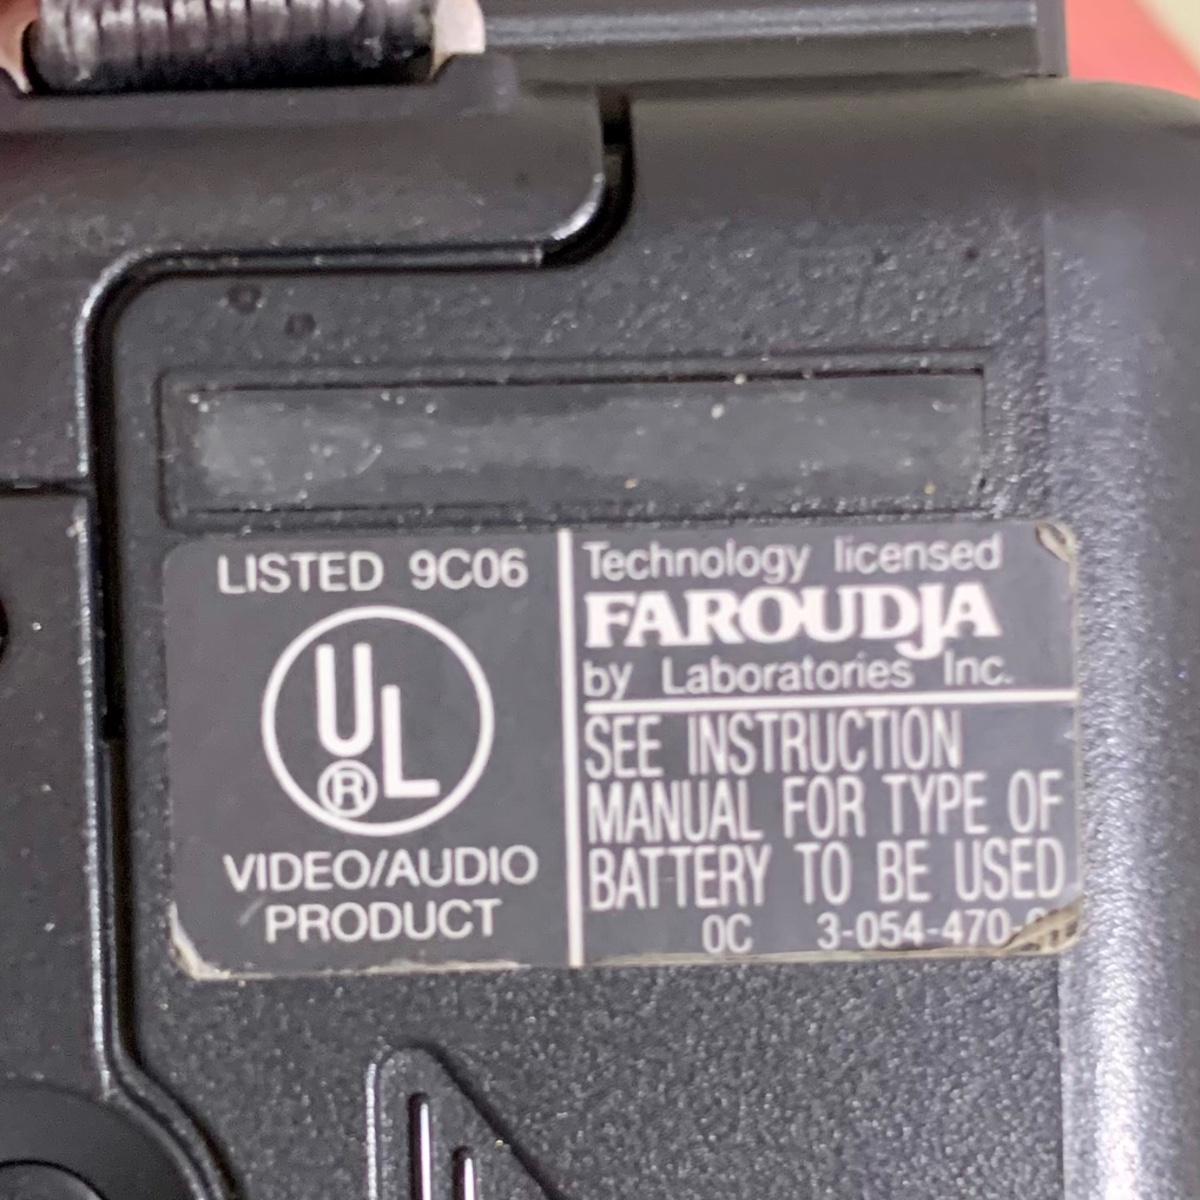 LISTED 9C06
UL
®
VIDEO/AUDIO
PRODUCT
Technology licensed
FAROUDJA
by Laboratories Inc.
SEE INSTRUCTION
MANUAL FOR TYPE OF
BATTERY TO BE USED
0C